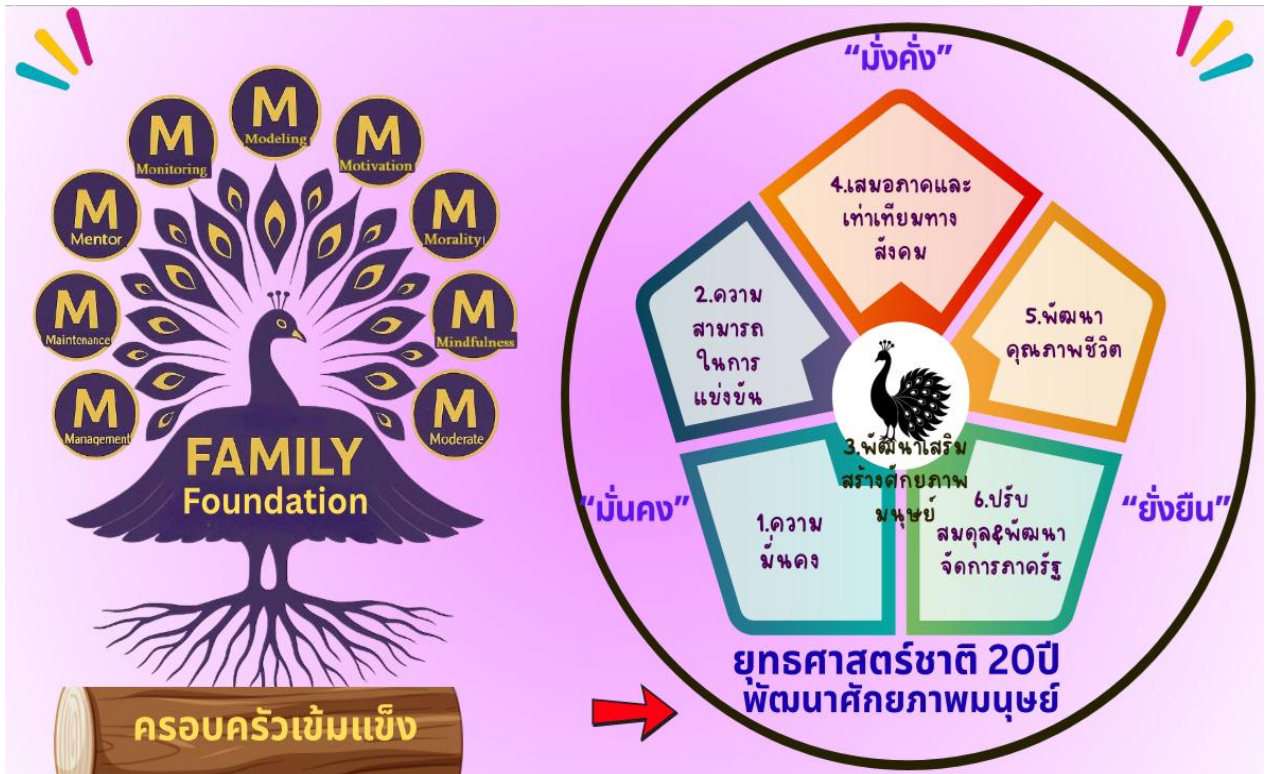 M
Management
M
Maintenance
M
Mentor
M
Monitoring
M
Modeling
M
Motivation
M
Morality
M
Mindfulness
M
Moderate
FAMILY
Foundation
ครอบครัวเข้มแข็ง
“มั่งคั่ง”
4.เสมอภาคและ
เท่าเทียมทาง
สังคม
2.ความ
สามารถ
ในการ
แข่งขัน
5.พัฒนา
คุณภาพชีวิต
3.พัฒนาเสริม
สร้างศักยภาพ
มนุษย์
“มั่นคง”
1.ความ
มั่นคง
6.ปรับ
สมดุล&พัฒนา
จัดการภาครัฐ
“ยั่งยืน”
ยุทธศาสตร์ชาติ 20ปี
พัฒนาศักยภาพมนุษย์